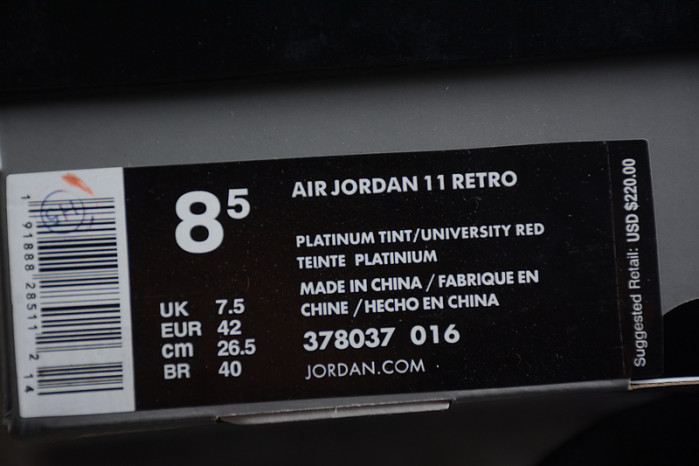 1 91888 28511 2 14
8⁵
AIR JORDAN 11 RETRO
PLATINUM TINT/UNIVERSITY RED
TEINTE PLATINIUM
MADE IN CHINA / FABRIQUE EN
CHINE / HECHO EN CHINA
378037 016
JORDAN.COM
UK 7.5
EUR 42
cm 26.5
BR 40
Suggested Retail: USD $220.00